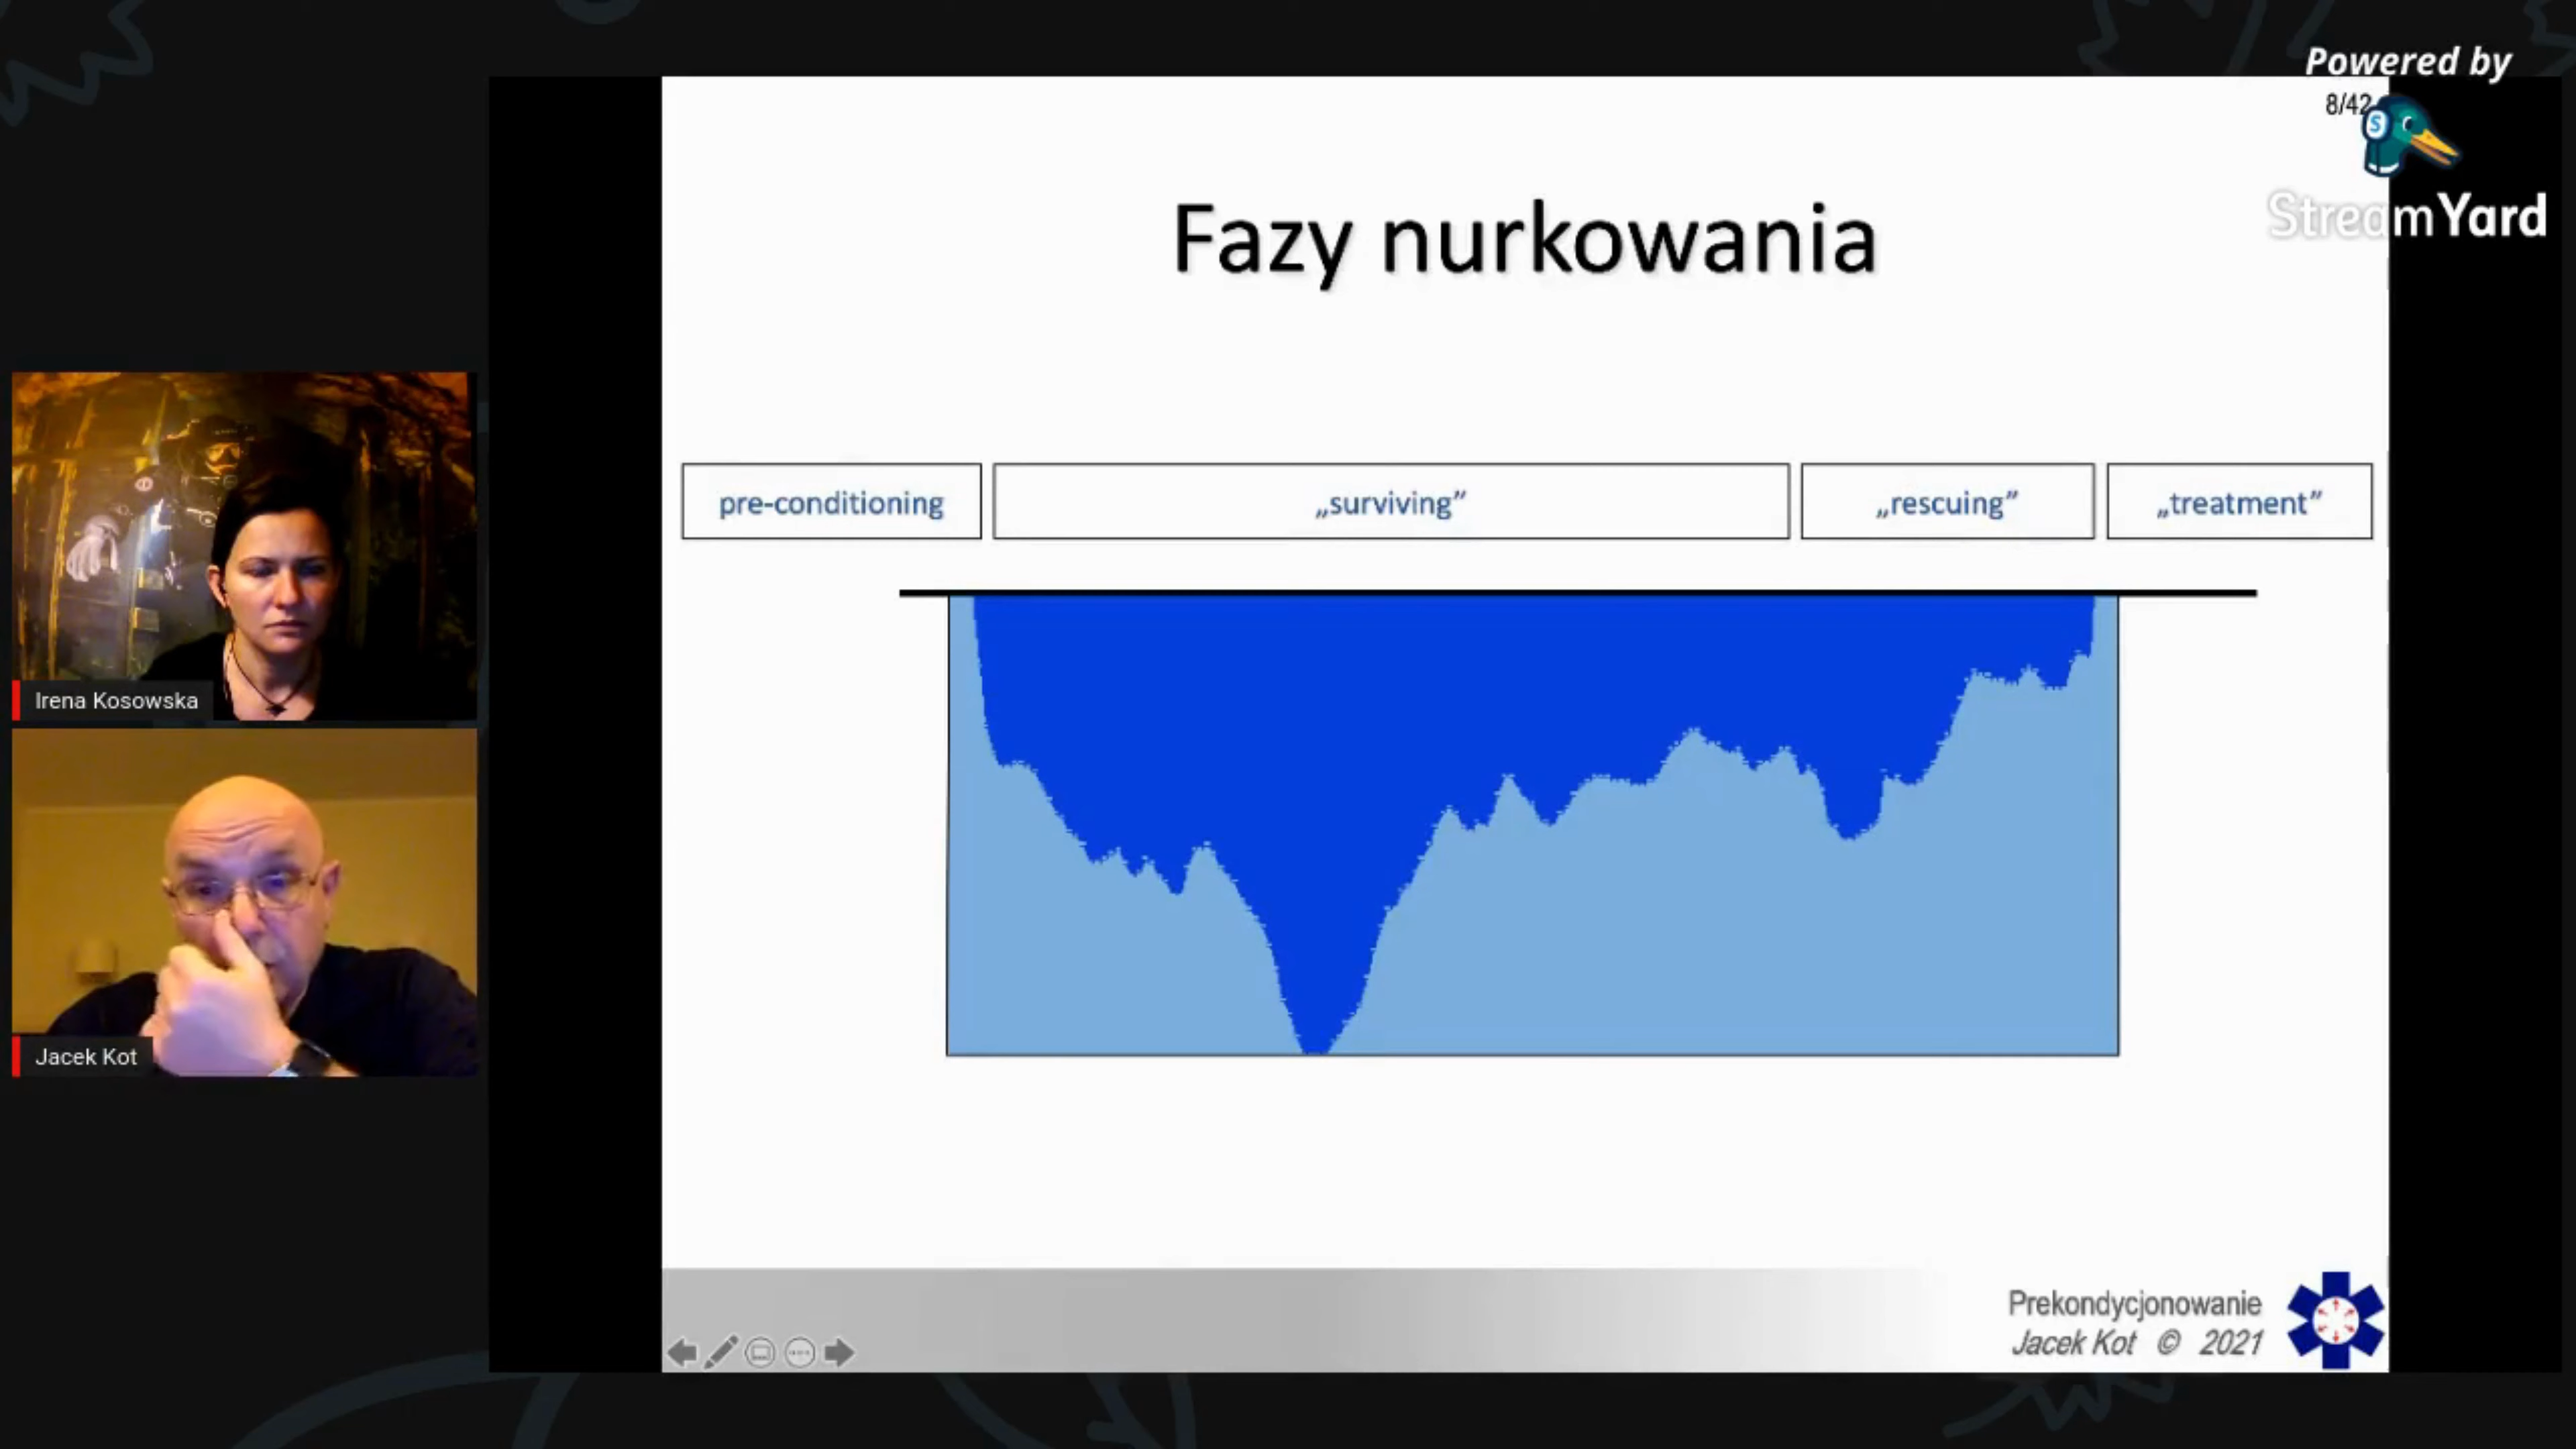 Powered by
8/42
StreamYard
Fazy nurkowania
pre-conditioning
„surviving”
„rescuing”
„treatment”
Irena Kosowska
Jacek Kot
Prekondycjonowanie
Jacek Kot © 2021